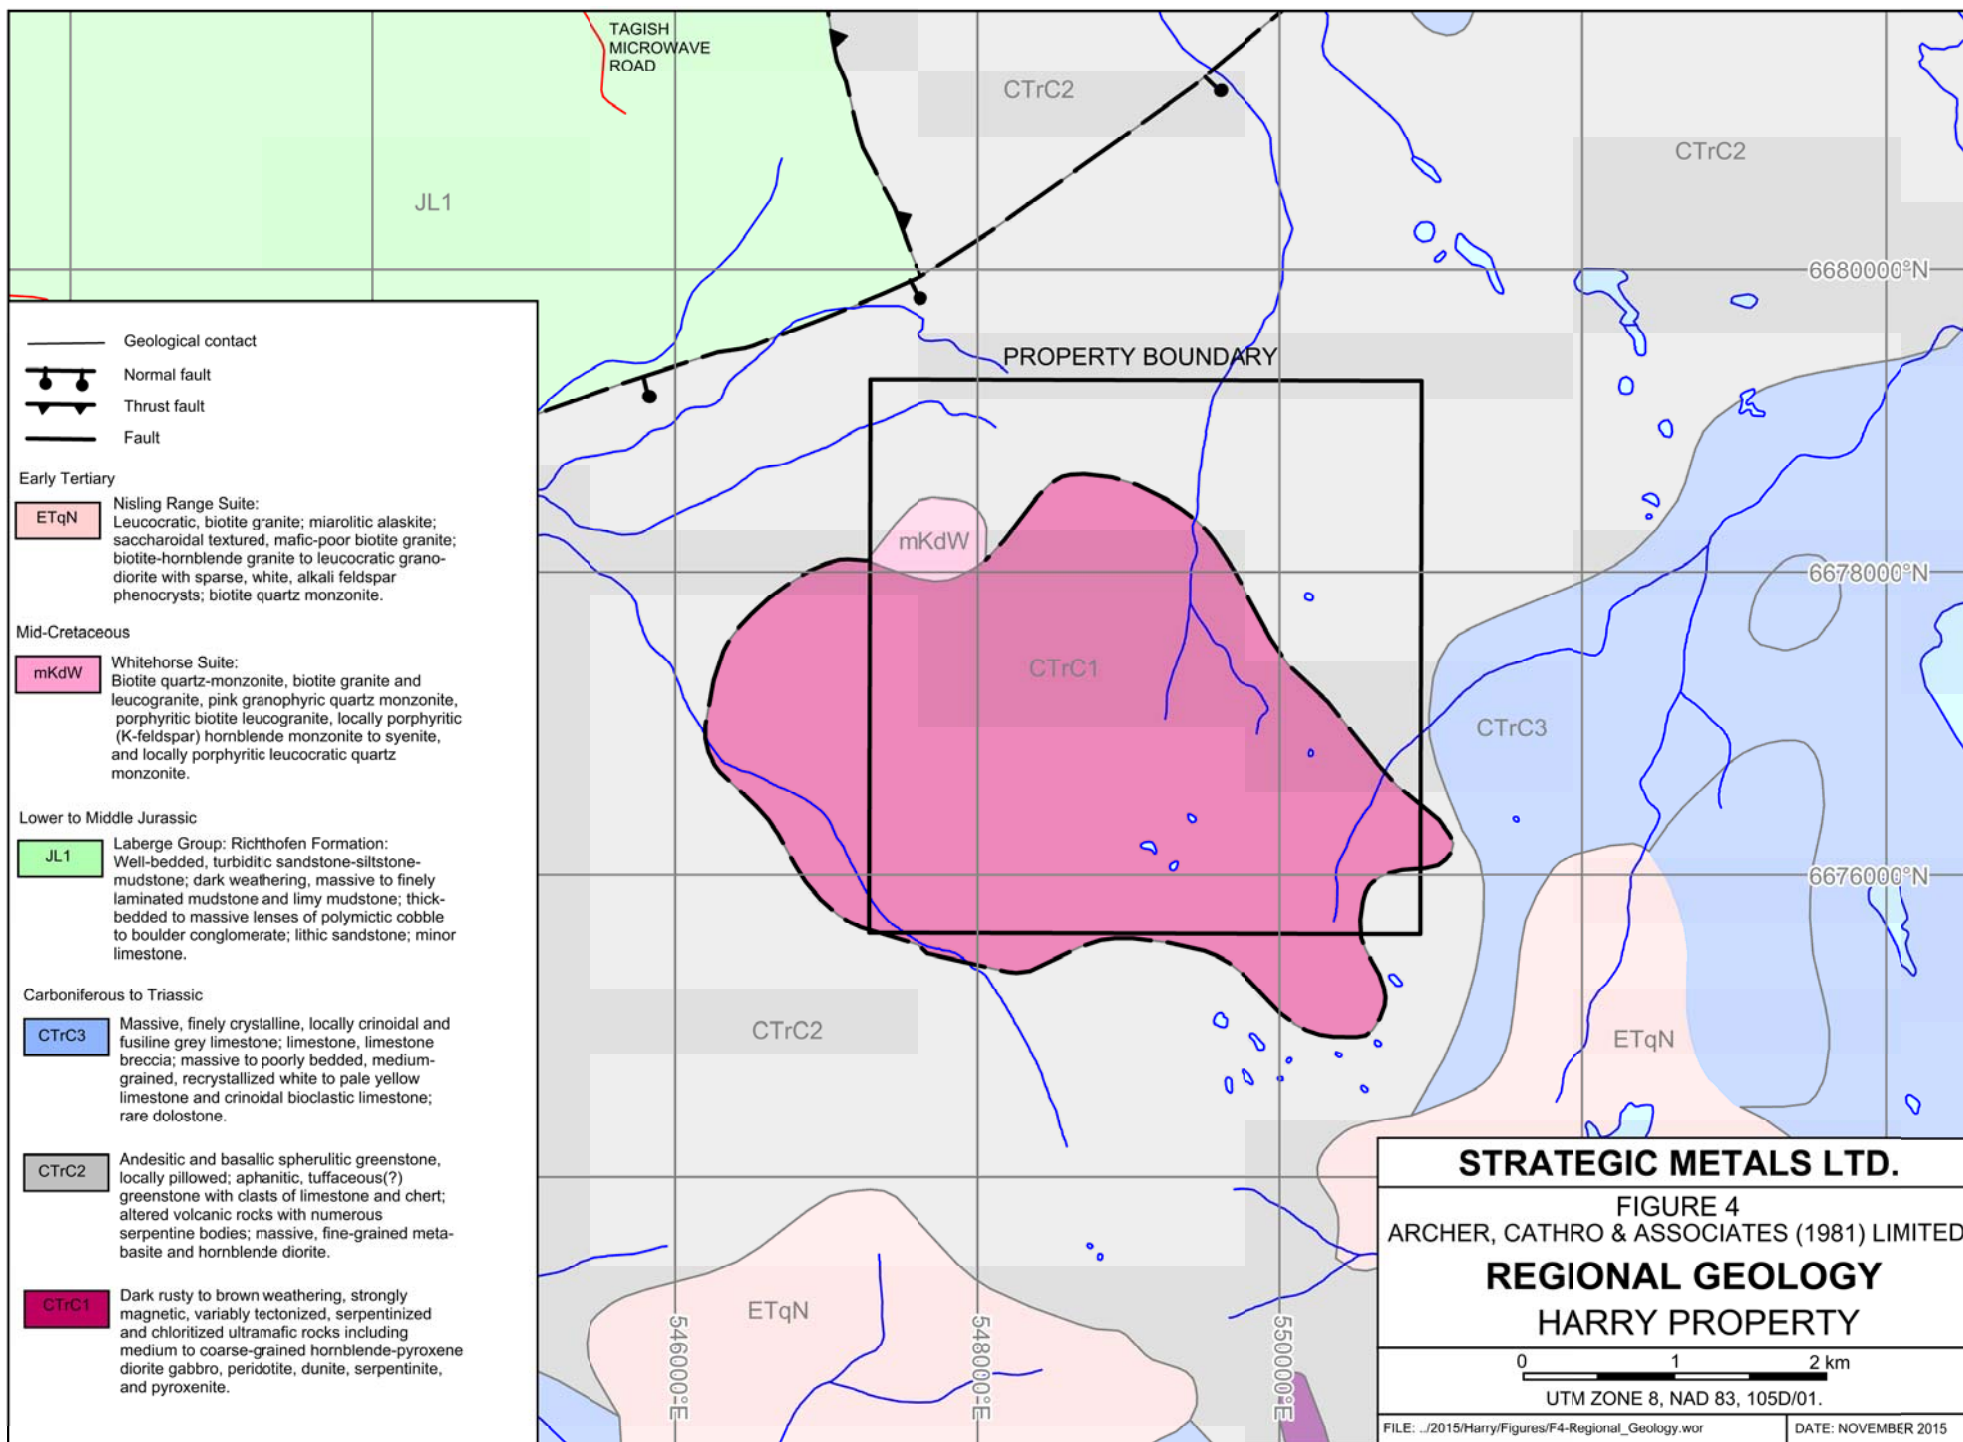 TAGISH
MICROWAVE
ROAD
CTrC2
CTrC2
JL1
6680000°N
PROPERTY BOUNDARY
mKdW
6678000°N
CTrC1
CTrC3
6676000°N
CTrC2
ETqN
ETqN
546000°E
548000°E
550000°E
Geological contact
Normal fault
Thrust fault
Fault
Early Tertiary
ETqN
Nisling Range Suite:
Leucocratic, biotite granite; miarolitic alaskite;
saccharoidal textured, mafic-poor biotite granite;
biotite-hornblende granite to leucocratic grano-
diorite with sparse, white, alkali feldspar
phenocrysts; biotite quartz monzonite.
Mid-Cretaceous
mKdW
Whitehorse Suite:
Biotite quartz-monzonite, biotite granite and
leucogranite, pink granophyric quartz monzonite,
porphyritic biotite leucogranite, locally porphyritic
(K-feldspar) hornblende monzonite to syenite,
and locally porphyritic leucocratic quartz
monzonite.
Lower to Middle Jurassic
JL1
Laberge Group: Richthofen Formation:
Well-bedded, turbiditic sandstone-siltstone-
mudstone; dark weathering, massive to finely
laminated mudstone and limy mudstone; thick-
bedded to massive lenses of polymictic cobble
to boulder conglomerate; lithic sandstone; minor
limestone.
Carboniferous to Triassic
CTrC3
Massive, finely crystalline, locally crinoidal and
fusiline grey limestone; limestone, limestone
breccia; massive to poorly bedded, medium-
grained, recrystallized white to pale yellow
limestone and crinoidal bioclastic limestone;
rare dolostone.
CTrC2
Andesitic and basallic spherulitic greenstone,
locally pillowed; aphanitic, tuffaceous(?)
greenstone with clasts of limestone and chert;
altered volcanic rocks with numerous
serpentine bodies; massive, fine-grained meta-
basite and hornblende diorite.
CTrC1
Dark rusty to brown weathering, strongly
magnetic, variably tectonized, serpentinized
and chloritized ultramafic rocks including
medium to coarse-grained hornblende-pyroxene
diorite gabbro, peridotite, dunite, serpentinite,
and pyroxenite.
STRATEGIC METALS LTD.
FIGURE 4
ARCHER, CATHRO & ASSOCIATES (1981) LIMITED
REGIONAL GEOLOGY
HARRY PROPERTY
0 1 2 km
UTM ZONE 8, NAD 83, 105D/01.
FILE: ../2015/Harry/Figures/F4-Regional_Geology.wor
DATE: NOVEMBER 2015